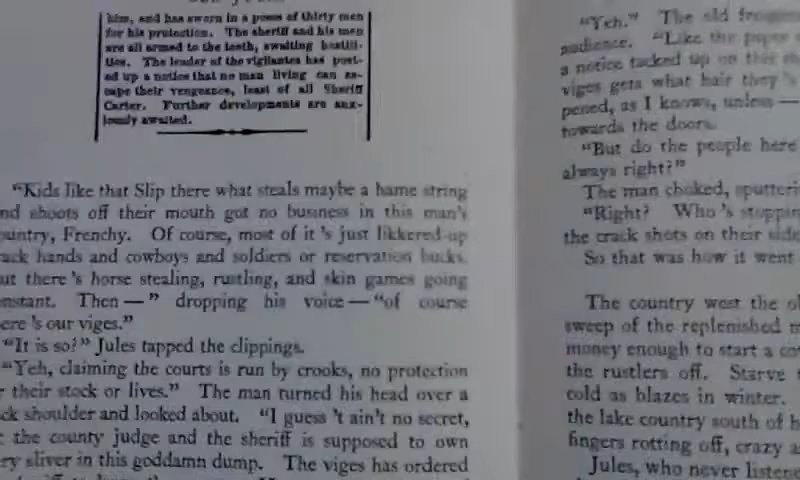 him, and has sworn in a posse of thirty men
for his protection. The sheriff and his men
are all armed to the teeth, awaiting hostili-
ties. The leader of the vigilantes has post-
ed up a notice that no man living can es-
cape their vengeance, least of all Sheriff
Carter. Further developments are anx-
iously awaited.
“Kids like that Slip there what steals maybe a hame string
nd shoots off their mouth got no business in this man's
ountry, Frenchy. Of course, most of it's just likkered-up
ack hands and cowboys and soldiers or reservation bucks.
ut there's horse stealing, rustling, and skin games going
nstant. Then—” dropping his voice—“of course
ere's our viges.”
“It is so?” Jules tapped the clippings.
“Yeh, claiming the courts is run by crooks, no protection
r their stock or lives.” The man turned his head over a
ck shoulder and looked about. “I guess 't ain't no secret,
t the county judge and the sheriff is supposed to own
ry sliver in this goddamn dump. The viges has ordered
“Yeh.” The old
audience. “Like the paper
a notice tacked up on this
viges gets what hair they's
pened, as I knows, unless—
towards the doors.
“But do the people here
always right?”
The man choked, sputteri
“Right? Who's stoppin
the crack shots on their side
So that was how it went
The country west the ol
sweep of the replenished m
money enough to start a co
the rustlers off. Starve
cold as blazes in winter.
the lake country south of h
fingers rotting off, crazy a
Jules, who never listene